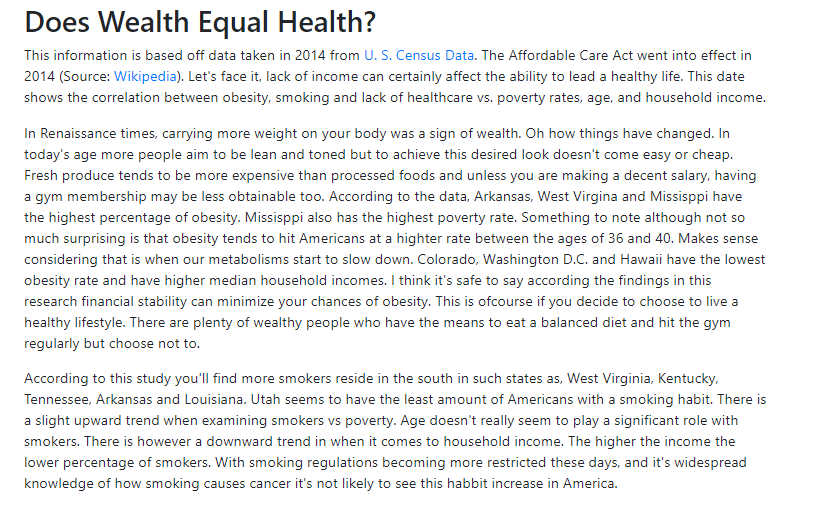 Does Wealth Equal Health?
This information is based off data taken in 2014 from U. S. Census Data. The Affordable Care Act went into effect in
2014 (Source: Wikipedia). Let's face it, lack of income can certainly affect the ability to lead a healthy life. This date
shows the correlation between obesity, smoking and lack of healthcare vs. poverty rates, age, and household income.
In Renaissance times, carrying more weight on your body was a sign of wealth. Oh how things have changed. In
today's age more people aim to be lean and toned but to achieve this desired look doesn't come easy or cheap.
Fresh produce tends to be more expensive than processed foods and unless you are making a decent salary, having
a gym membership may be less obtainable too. According to the data, Arkansas, West Virgina and Missisppi have
the highest percentage of obesity. Missisppi also has the highest poverty rate. Something to note although not so
much surprising is that obesity tends to hit Americans at a highter rate between the ages of 36 and 40. Makes sense
considering that is when our metabolisms start to slow down. Colorado, Washington D.C. and Hawaii have the lowest
obesity rate and have higher median household incomes. I think it's safe to say according the findings in this
research financial stability can minimize your chances of obesity. This is ofcourse if you decide to choose to live a
healthy lifestyle. There are plenty of wealthy people who have the means to eat a balanced diet and hit the gym
regularly but choose not to.
According to this study you'll find more smokers reside in the south in such states as, West Virginia, Kentucky,
Tennessee, Arkansas and Louisiana. Utah seems to have the least amount of Americans with a smoking habit. There is
a slight upward trend when examining smokers vs poverty. Age doesn't really seem to play a significant role with
smokers. There is however a downward trend in when it comes to household income. The higher the income the
lower percentage of smokers. With smoking regulations becoming more restricted these days, and it's widespread
knowledge of how smoking causes cancer it's not likely to see this habbit increase in America.